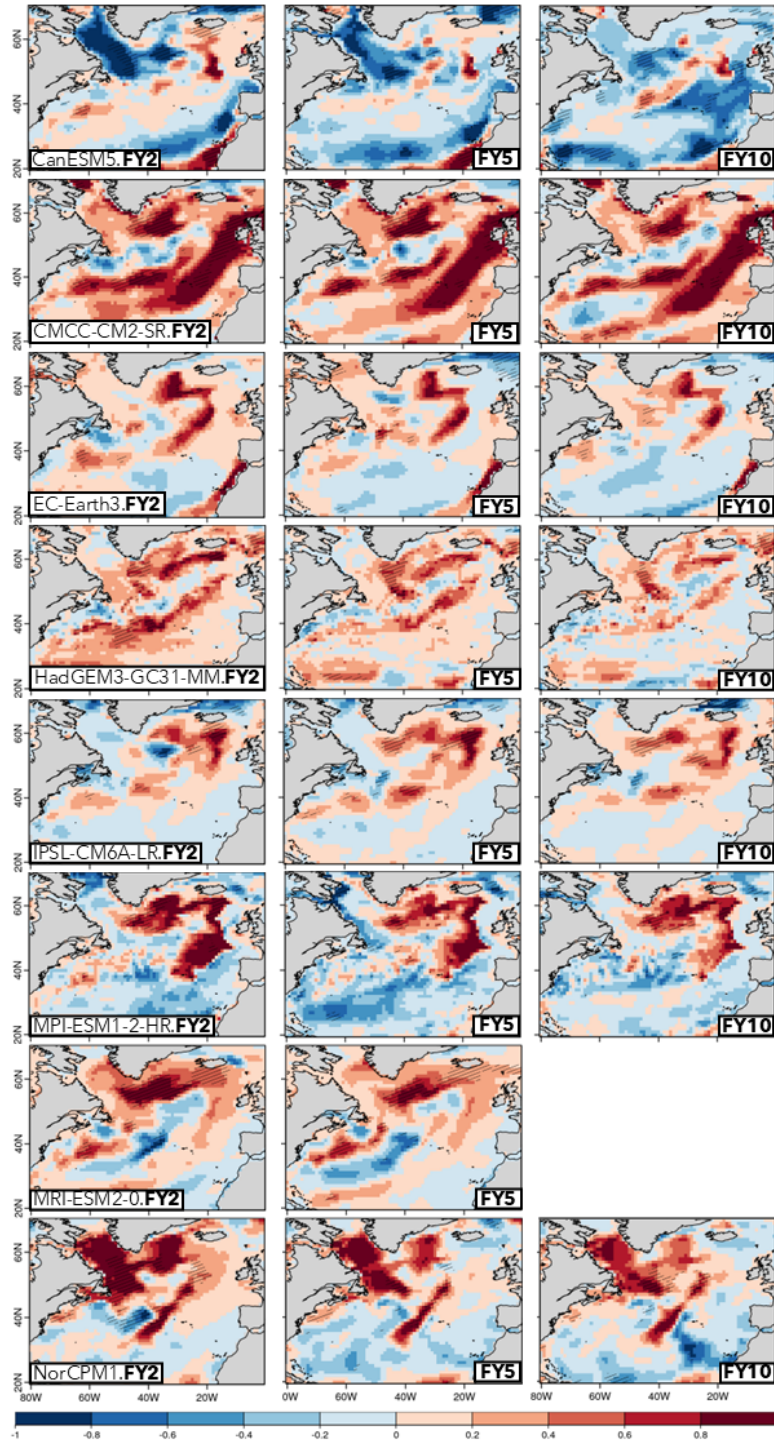 60N
40N
20N
CanESM5.FY2
FY5
FY10
60N
40N
20N
CMCC-CM2-SR.FY2
FY5
FY10
60N
40N
20N
EC-Earth3.FY2
FY5
FY10
60N
40N
20N
HadGEM3-GC31-MM.FY2
FY5
FY10
60N
40N
20N
IPSL-CM6A-LR.FY2
FY5
FY10
60N
40N
20N
MPI-ESM1-2-HR.FY2
FY5
FY10
60N
40N
20N
MRI-ESM2-0.FY2
FY5
60N
40N
20N
NorCPM1.FY2
FY5
FY10
80W 60W 40W 20W 0W 60W 40W 20W 80W 60W 40W 20W
-1 -0.8 -0.6 -0.4 -0.2 0 0.2 0.4 0.6 0.8